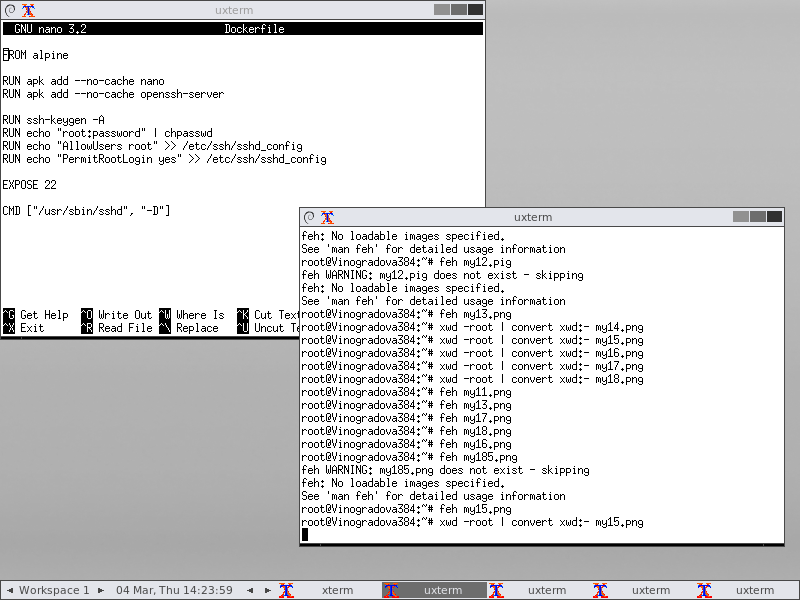 uxterm
GNU nano 3.2 Dockerfile
FROM alpine
RUN apk add --no-cache nano
RUN apk add --no-cache openssh-server
RUN ssh-keygen -A
RUN echo "root:password" | chpasswd
RUN echo "AllowUsers root" >> /etc/ssh/sshd_config
RUN echo "PermitRootLogin yes" >> /etc/ssh/sshd_config
EXPOSE 22
CMD ["/usr/sbin/sshd", "-D"]
^G Get Help ^O Write Out ^W Where Is ^K Cut Text
^X Exit ^R Read File ^\ Replace ^U Uncut Te
uxterm
feh: No loadable images specified.
See 'man feh' for detailed usage information
root@Vinogradova384:~# feh my12.pig
feh WARNING: my12.pig does not exist - skipping
feh: No loadable images specified.
See 'man feh' for detailed usage information
root@Vinogradova384:~# feh my13.png
root@Vinogradova384:~# xwd -root | convert xwd:- my14.png
root@Vinogradova384:~# xwd -root | convert xwd:- my15.png
root@Vinogradova384:~# xwd -root | convert xwd:- my16.png
root@Vinogradova384:~# xwd -root | convert xwd:- my17.png
root@Vinogradova384:~# xwd -root | convert xwd:- my18.png
root@Vinogradova384:~# feh my11.png
root@Vinogradova384:~# feh my13.png
root@Vinogradova384:~# feh my17.png
root@Vinogradova384:~# feh my18.png
root@Vinogradova384:~# feh my16.png
root@Vinogradova384:~# feh my185.png
feh WARNING: my185.png does not exist - skipping
feh: No loadable images specified.
See 'man feh' for detailed usage information
root@Vinogradova384:~# feh my15.png
root@Vinogradova384:~# xwd -root | convert xwd:- my15.png
Workspace 1 04 Mar, Thu 14:23:59 xterm uxterm uxterm uxterm uxterm